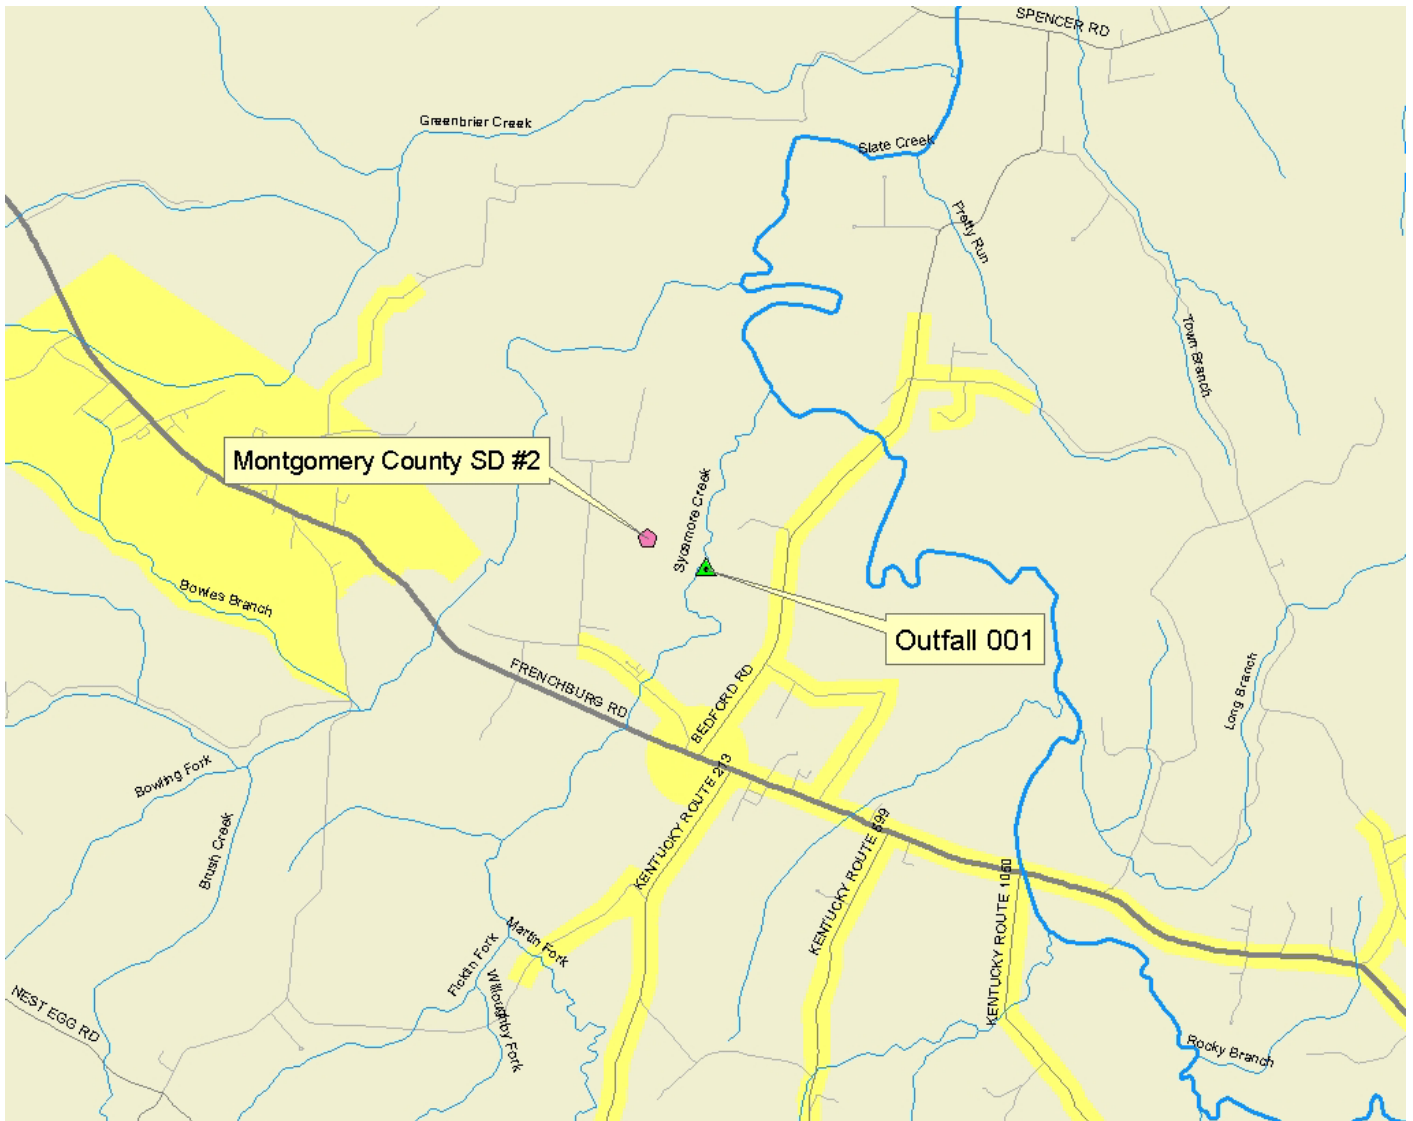 SPENCER RD
Greenbrier Creek
Slate Creek
Pretty Run
Town Branch
Montgomery County SD #2
Sycamore Creek
Bowles Branch
Outfall 001
FRENCHBURG RD
BEDFORD RD
Long Branch
KENTUCKY ROUTE 213
Bowling Fork
Brush Creek
KENTUCKY ROUTE 599
KENTUCKY ROUTE 1050
Martin Fork
Ficklin Fork
Willoughby Fork
NEST EGG RD
Rocky Branch